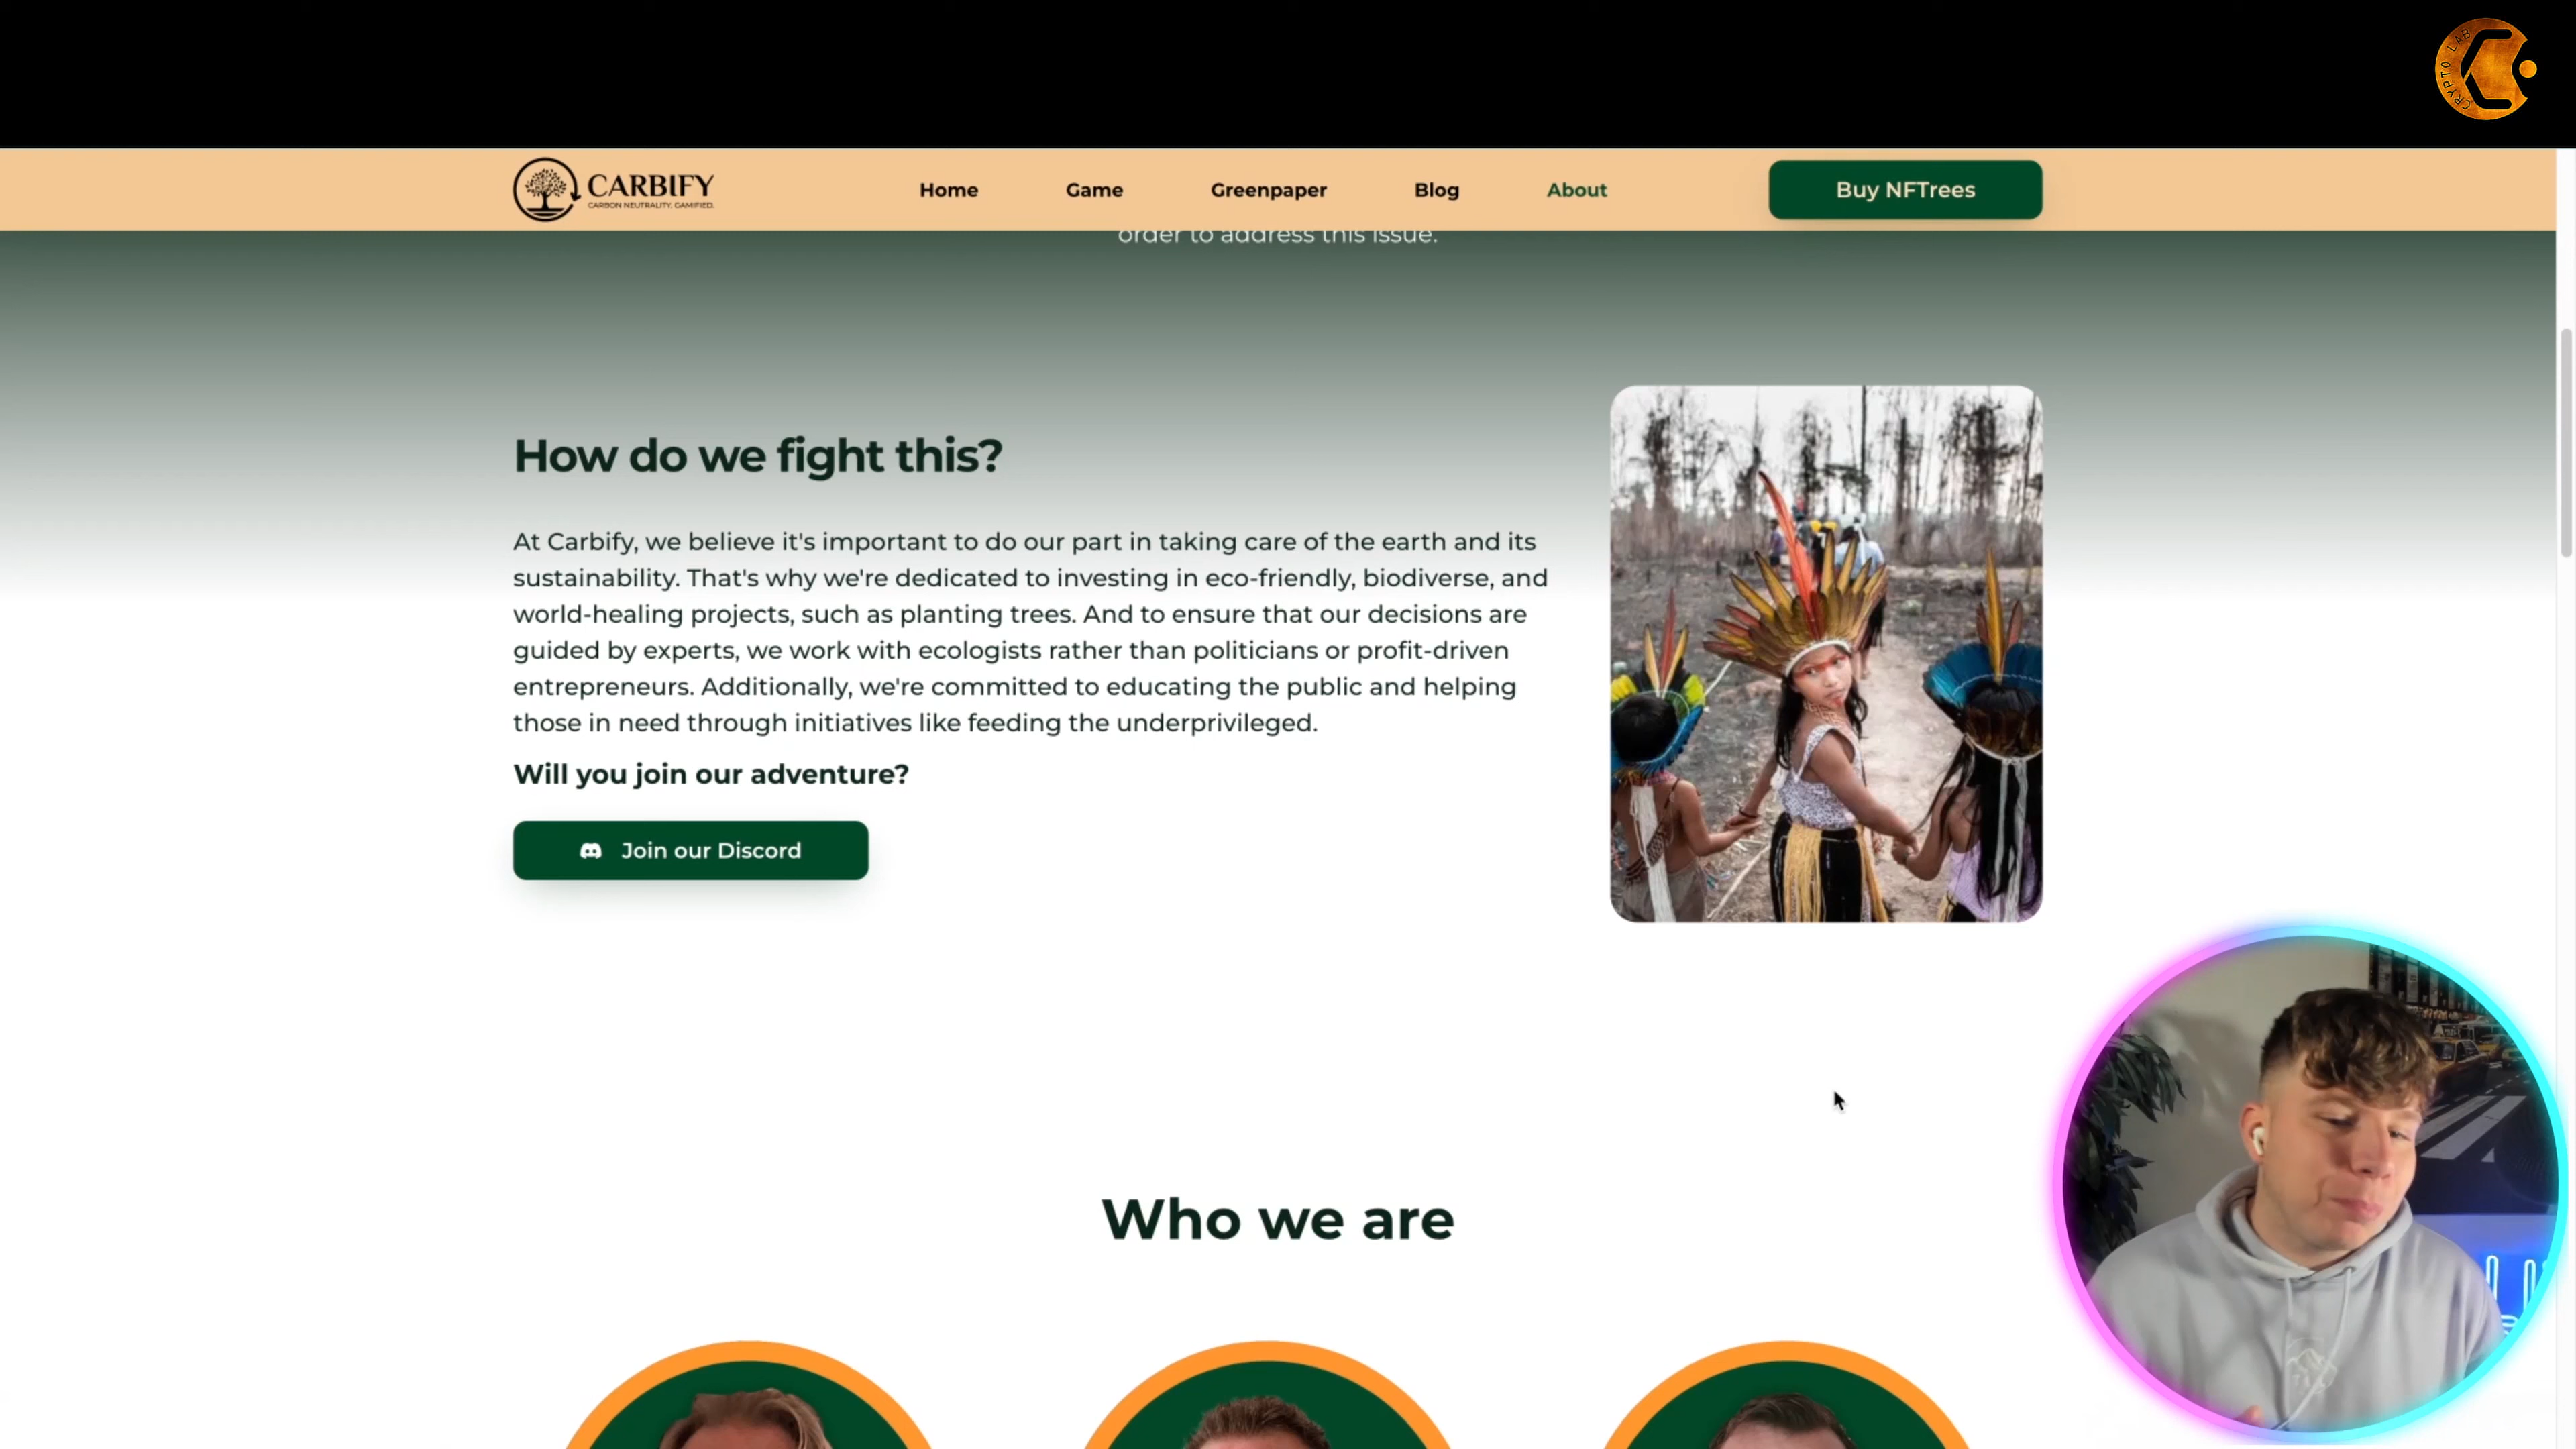 CRYPTO LAB
CARBIFY
CARBON NEUTRALITY. GAMIFIED.
Home
Game
Greenpaper
Blog
About
Buy NFTrees
order to address this issue.
How do we fight this?
At Carbify, we believe it's important to do our part in taking care of the earth and its
sustainability. That's why we're dedicated to investing in eco-friendly, biodiverse, and
world-healing projects, such as planting trees. And to ensure that our decisions are
guided by experts, we work with ecologists rather than politicians or profit-driven
entrepreneurs. Additionally, we're committed to educating the public and helping
those in need through initiatives like feeding the underprivileged.
Will you join our adventure?
Join our Discord
Who we are